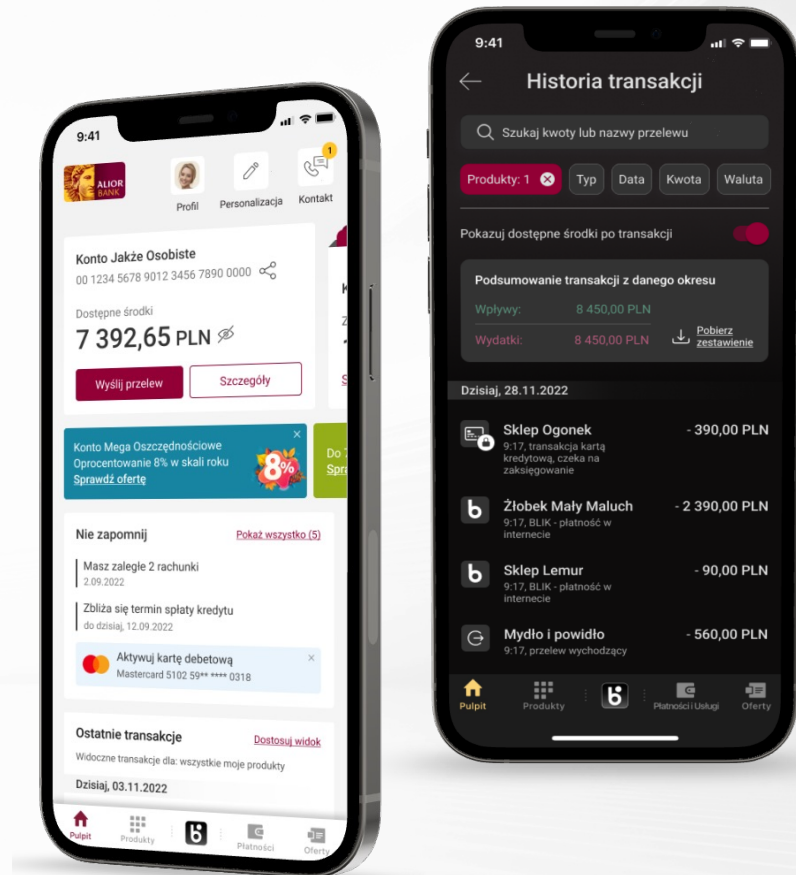 9:41
ALIOR
BANK
Profil
Personalizacja
1
Kontakt
Konto Jakże Osobiste
00 1234 5678 9012 3456 7890 0000
Dostępne środki
7 392,65 PLN
Wyślij przelew
Szczegóły
Konto Mega Oszczędnościowe
Oprocentowanie 8% w skali roku
Sprawdź ofertę
8%
Do
Nie zapomnij
Pokaż wszystko (5)
Masz zaległe 2 rachunki
2.09.2022
Zbliża się termin spłaty kredytu
do dzisiaj, 12.09.2022
Aktywuj kartę debetową
Mastercard 5102 59** **** 0318
Ostatnie transakcje
Dostosuj widok
Widoczne transakcje dla: wszystkie moje produkty
Dzisiaj, 03.11.2022
Pulpit
Produkty
Płatności
Oferty
9:41
Historia transakcji
Szukaj kwoty lub nazwy przelewu
Produkty: 1
Typ
Data
Kwota
Waluta
Pokazuj dostępne środki po transakcji
Podsumowanie transakcji z danego okresu
Wpływy: 8 450,00 PLN
Wydatki: 8 450,00 PLN
Pobierz
zestawienie
Dzisiaj, 28.11.2022
Sklep Ogonek - 390,00 PLN
9:17, transakcja kartą
kredytową, czeka na
zaksięgowanie
Żłobek Mały Maluch - 2 390,00 PLN
9:17, BLIK - płatność w
internecie
Sklep Lemur - 90,00 PLN
9:17, BLIK - płatność w
internecie
Mydło i powidło - 560,00 PLN
9:17, przelew wychodzący
Pulpit
Produkty
Płatności i Usługi
Oferty